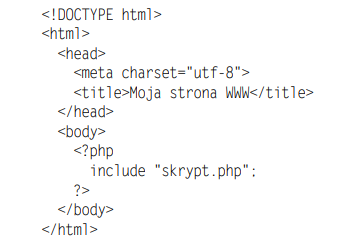 <!DOCTYPE html>
<html>
<head>
<meta charset="utf-8">
<title>Moja strona WWW</title>
</head>
<body>
<?php
include "skrypt.php";
?>
</body>
</html>